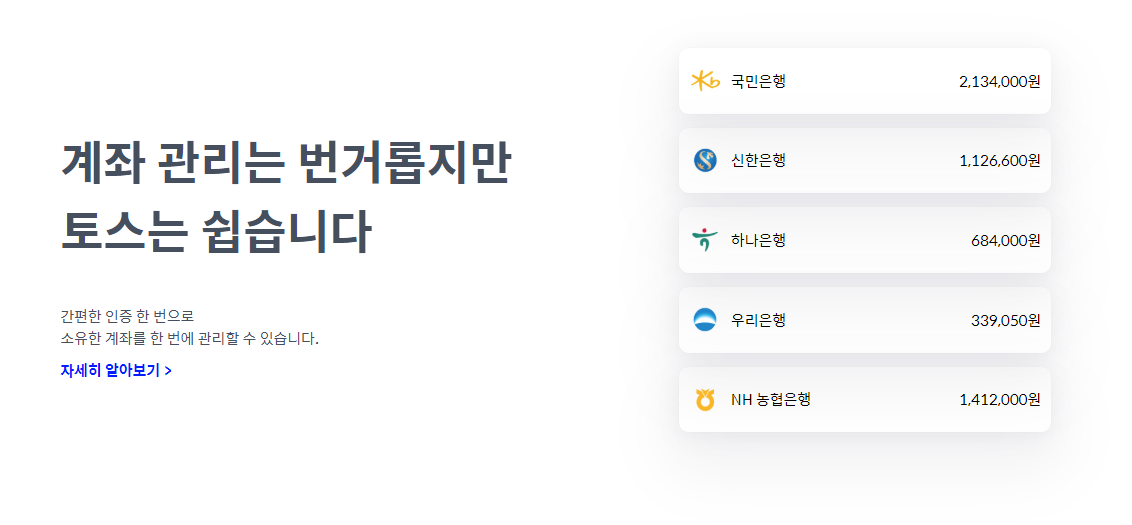 계좌 관리는 번거롭지만
토스는 쉽습니다
간편한 인증 한 번으로
소유한 계좌를 한 번에 관리할 수 있습니다.
자세히 알아보기 >
국민은행 2,134,000원
신한은행 1,126,600원
하나은행 684,000원
우리은행 339,050원
NH 농협은행 1,412,000원